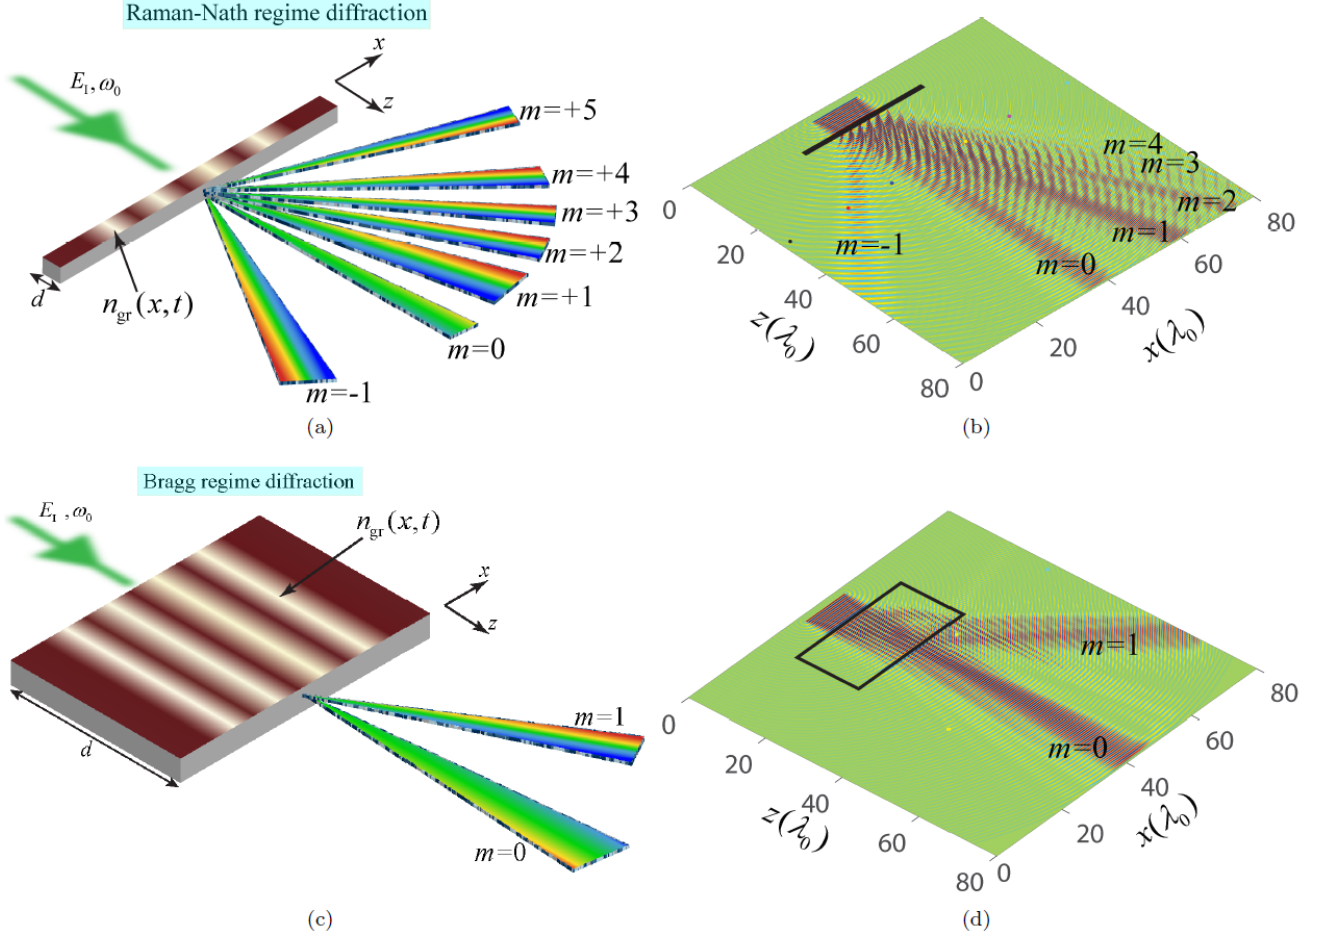 Raman-Nath regime diffraction
E_I, ω_0
x
z
m=+5
m=+4
m=+3
m=+2
m=+1
m=0
m=-1
d
n_gr(x,t)
(a)
m=4
m=3
m=2
m=1
m=0
m=-1
0
20
40
60
80
z(λ_0)
0
20
40
60
80
x(λ_0)
(b)
Bragg regime diffraction
E_I ,ω_0
n_gr(x,t)
x
z
d
m=1
m=0
(c)
m=1
m=0
0
20
40
60
80
z(λ_0)
0
20
40
60
80
x(λ_0)
(d)